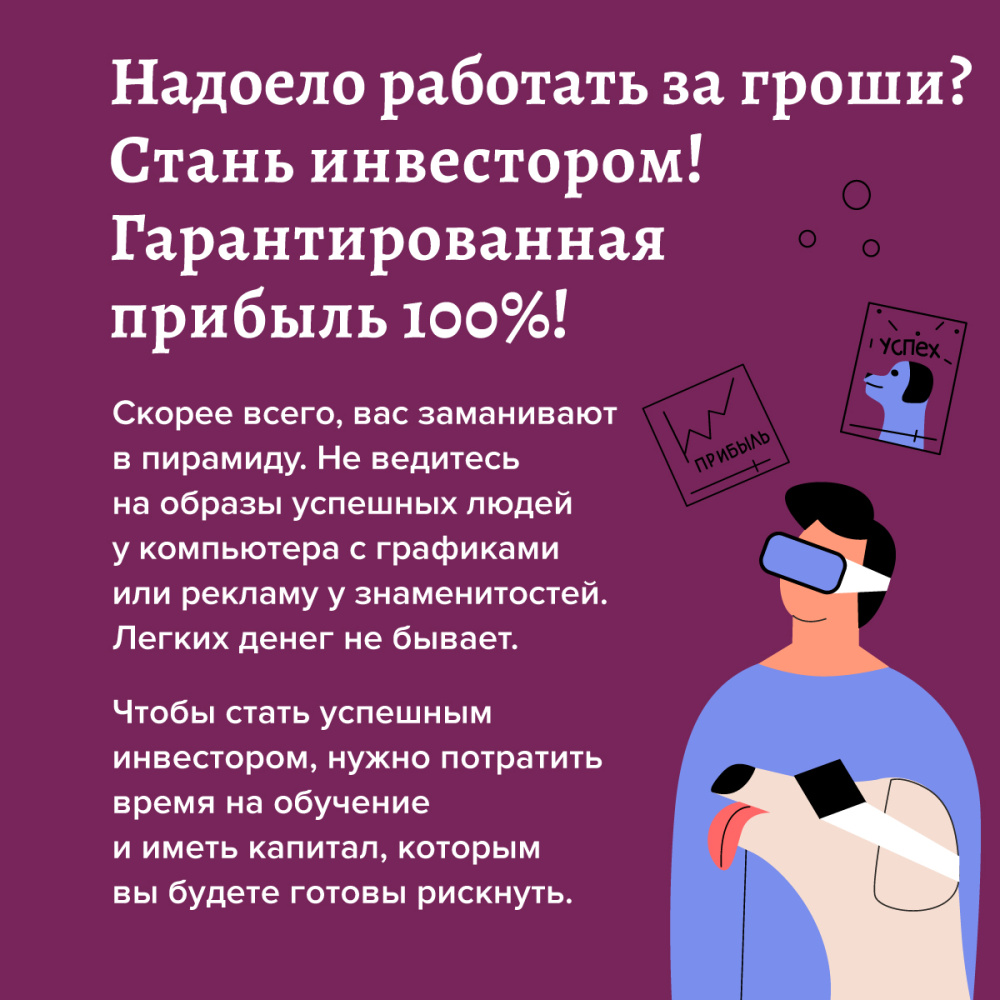 Надоело работать за гроши?
Стань инвестором!
Гарантированная
прибыль 100%!
УСПЕХ
ПРИБЫЛЬ
Скорее всего, вас заманивают
в пирамиду. Не ведитесь
на образы успешных людей
у компьютера с графиками
или рекламу у знаменитостей.
Легких денег не бывает.
Чтобы стать успешным
инвестором, нужно потратить
время на обучение
и иметь капитал, которым
вы будете готовы рискнуть.